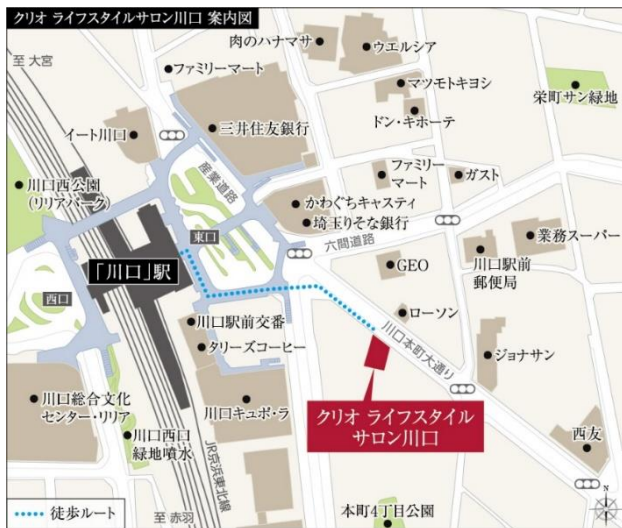 クリオ ライフスタイルサロン川口 案内図
至 大宮
肉のハナマサ
ウエルシア
ファミリーマート
マツモトキヨシ
栄町サン緑地
イート川口
三井住友銀行
ドン・キホーテ
産業道路
川口西公園
(リリアパーク)
ファミリー
マート
ガスト
かわぐちキャスティ
埼玉りそな銀行
東口
六間道路
業務スーパー
「川口」駅
GEO
川口駅前
郵便局
西口
川口駅前交番
ローソン
タリーズコーヒー
川口本町大通り
ジョナサン
川口総合文化
センター・リリア
川口キュポ・ラ
クリオ ライフスタイル
サロン川口
西友
川口西口
緑地噴水
JR京浜東北線
徒歩ルート
至 赤羽
本町4丁目公園
N